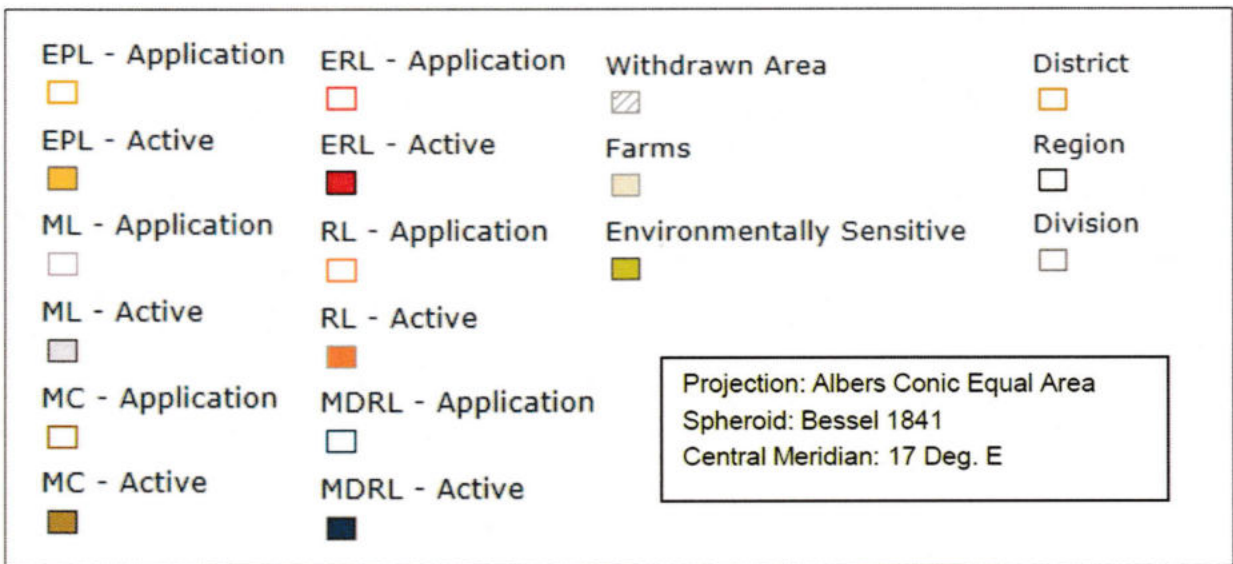 EPL - Application
EPL - Active
ML - Application
ML - Active
MC - Application
MC - Active
ERL - Application
ERL - Active
RL - Application
RL - Active
MDRL - Application
MDRL - Active
Withdrawn Area
Farms
Environmentally Sensitive
District
Region
Division
Projection: Albers Conic Equal Area
Spheroid: Bessel 1841
Central Meridian: 17 Deg. E